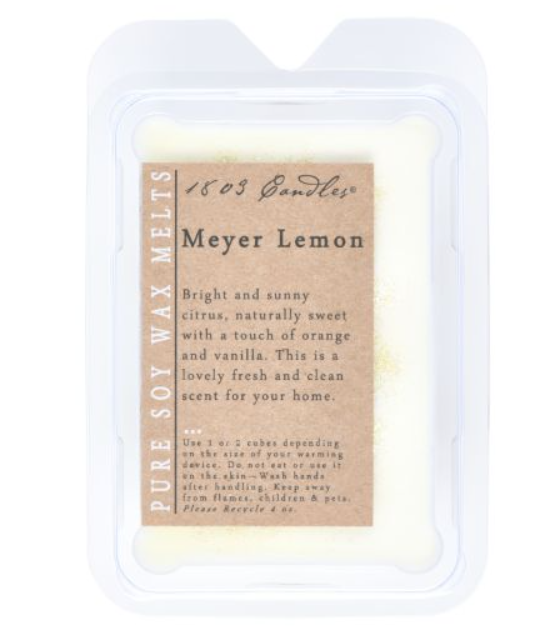 PURE SOY WAX MELTS
1803 Candles®
Meyer Lemon
Bright and sunny
citrus, naturally sweet
with a touch of orange
and vanilla. This is a
lovely fresh and clean
scent for your home.
...
Use 1 or 2 cubes depending
on the size of your warming
device. Do not eat or use it
on the skin—Wash hands
after handling. Keep away
from flames, children & pets.
Please Recycle 4 oz.